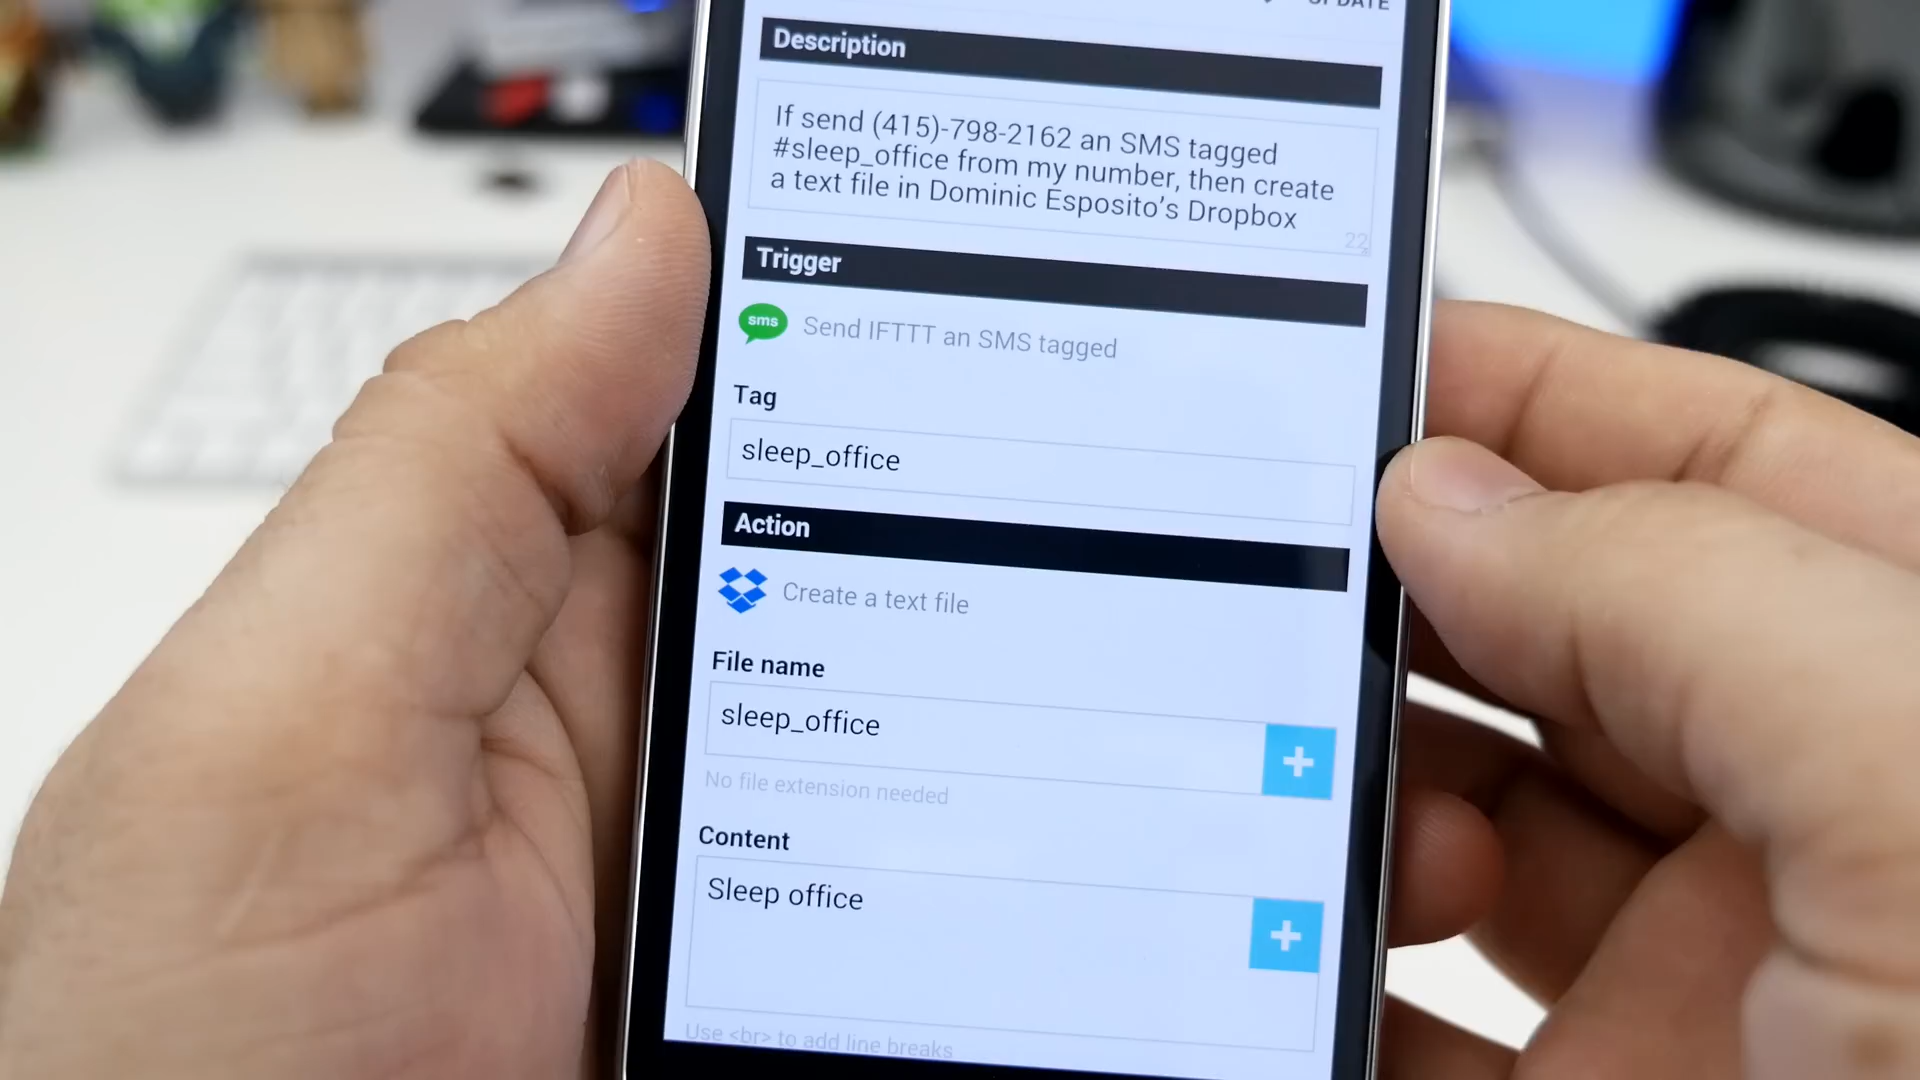 UPDATE
Description
If send (415)-798-2162 an SMS tagged
#sleep_office from my number, then create
a text file in Dominic Esposito’s Dropbox
22
Trigger
sms
Send IFTTT an SMS tagged
Tag
sleep_office
Action
Create a text file
File name
sleep_office
No file extension needed
Content
Sleep office
Use <br> to add line breaks